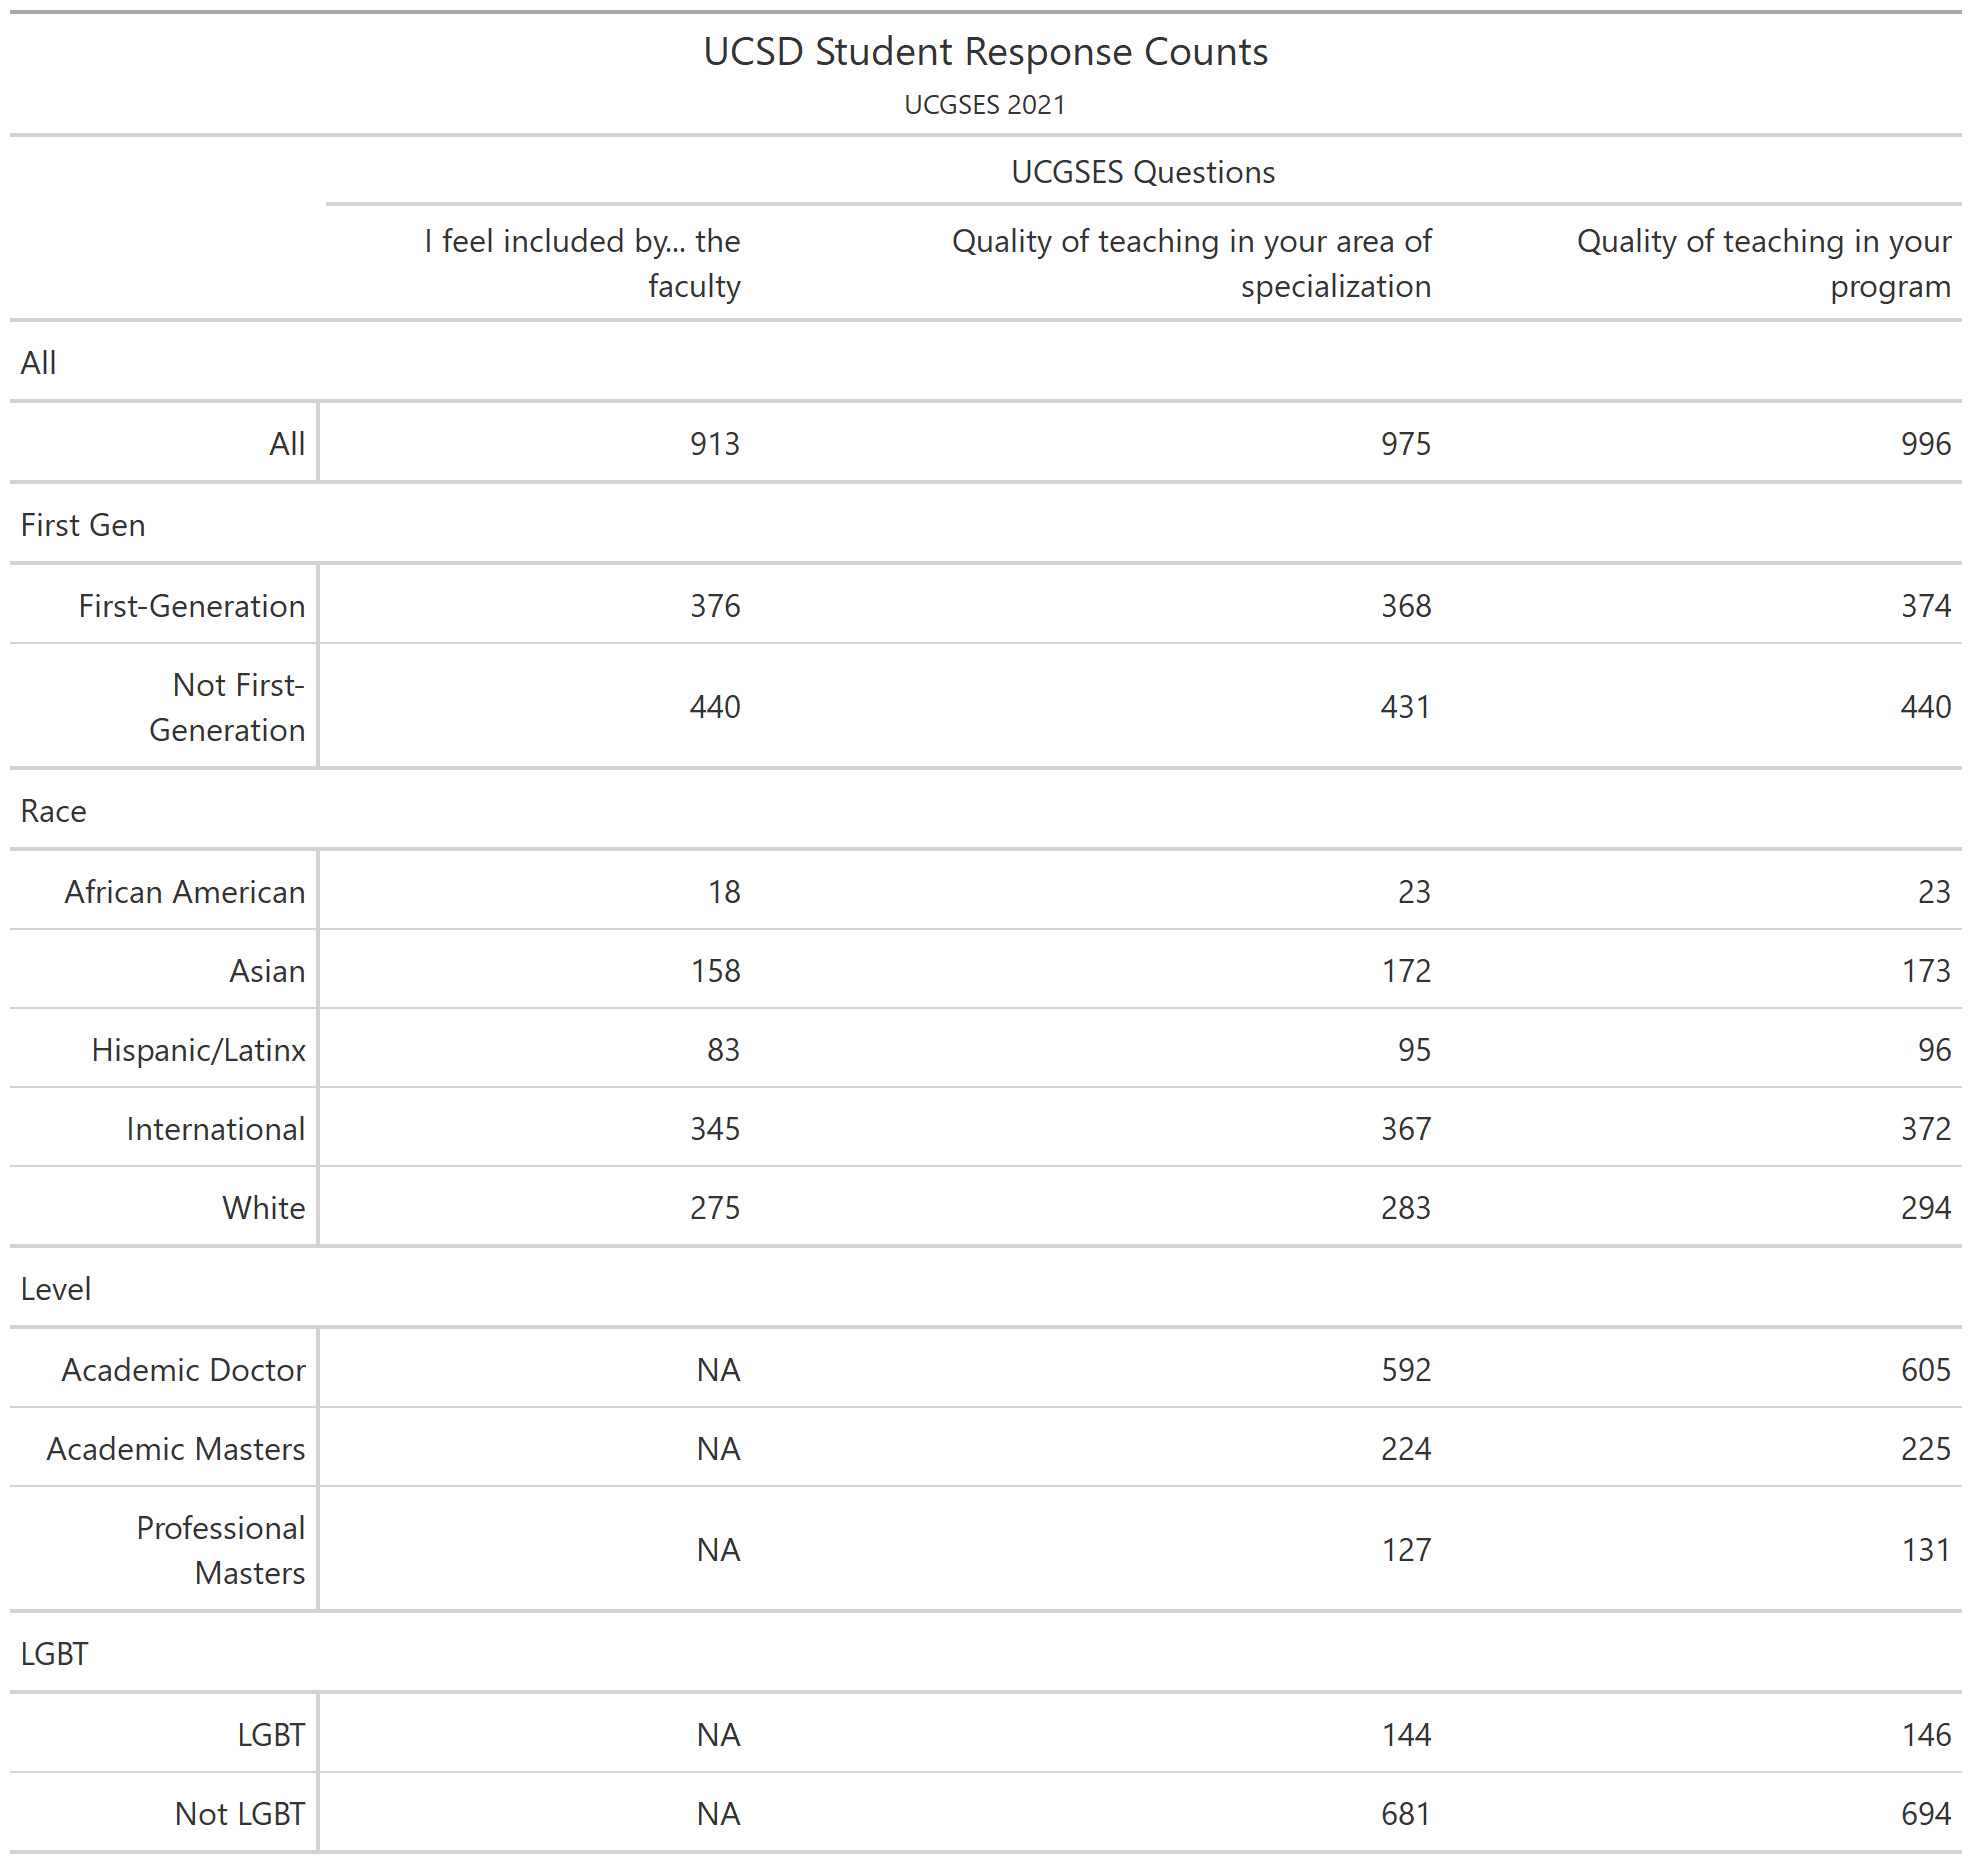 UCSD Student Response Counts
UCGSES 2021
UCGSES Questions
I feel included by... the faculty Quality of teaching in your area of specialization Quality of teaching in your program
All
All 913 975 996
First Gen
First-Generation 376 368 374
Not First-Generation 440 431 440
Race
African American 18 23 23
Asian 158 172 173
Hispanic/Latinx 83 95 96
International 345 367 372
White 275 283 294
Level
Academic Doctor NA 592 605
Academic Masters NA 224 225
Professional Masters NA 127 131
LGBT
LGBT NA 144 146
Not LGBT NA 681 694